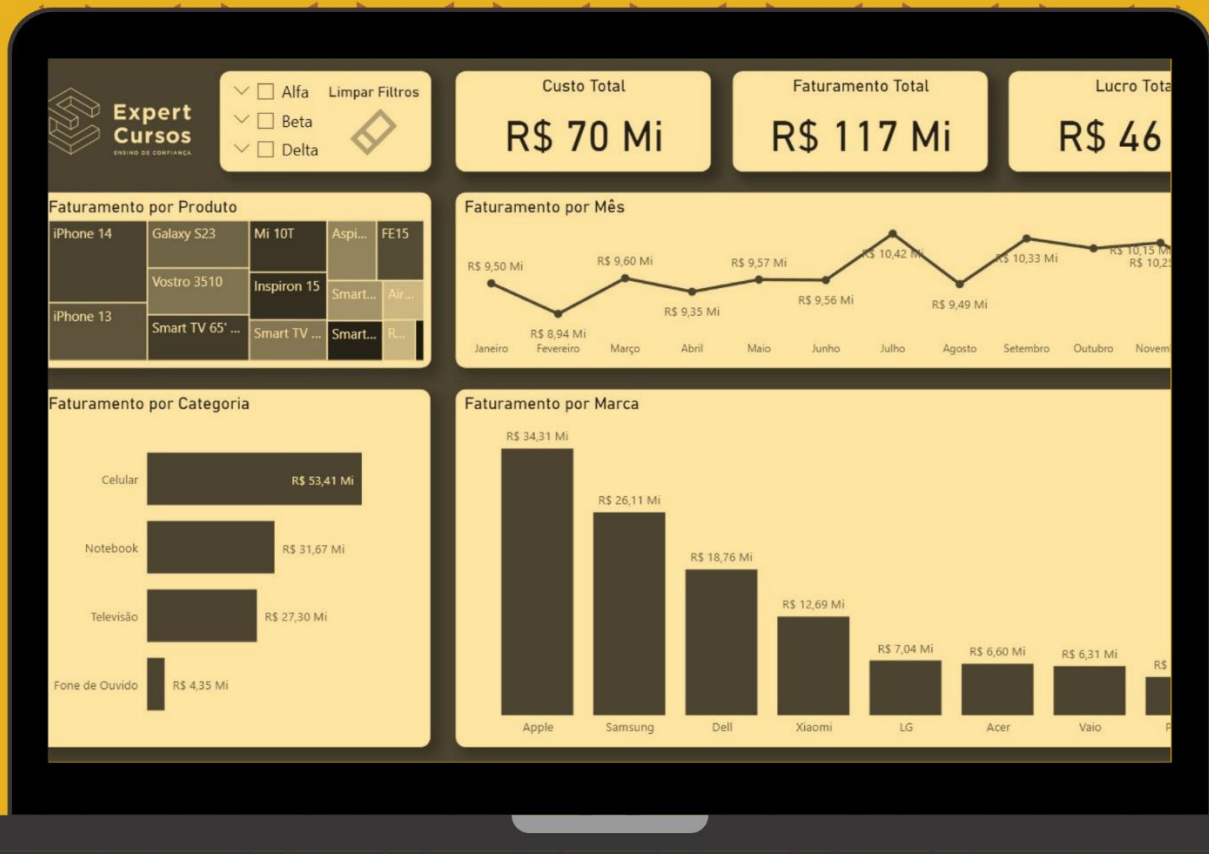 Expert
Cursos
ENSINO DE CONFIANÇA
Alfa
Beta
Delta
Limpar Filtros
Custo Total
R$ 70 Mi
Faturamento Total
R$ 117 Mi
Lucro Tota
R$ 46
Faturamento por Produto
iPhone 14
Galaxy S23
Mi 10T
Aspi...
FE15
Vostro 3510
Inspiron 15
Smart...
Air...
iPhone 13
Smart TV 65' ...
Smart TV ...
Smart...
R...
Faturamento por Mês
R$ 9,50 Mi
R$ 8,94 Mi
R$ 9,60 Mi
R$ 9,35 Mi
R$ 9,57 Mi
R$ 9,56 Mi
R$ 10,42 Mi
R$ 9,49 Mi
R$ 10,33 Mi
R$ 10,15 M
R$ 10,25
Janeiro
Fevereiro
Março
Abril
Maio
Junho
Julho
Agosto
Setembro
Outubro
Novem
Faturamento por Categoria
Celular
R$ 53,41 Mi
Notebook
R$ 31,67 Mi
Televisão
R$ 27,30 Mi
Fone de Ouvido
R$ 4,35 Mi
Faturamento por Marca
R$ 34,31 Mi
R$ 26,11 Mi
R$ 18,76 Mi
R$ 12,69 Mi
R$ 7,04 Mi
R$ 6,60 Mi
R$ 6,31 Mi
R$
Apple
Samsung
Dell
Xiaomi
LG
Acer
Vaio